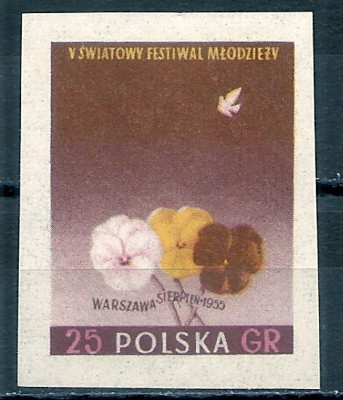 V ŚWIATOWY FESTIWAL MŁODZIEŻY
WARSZAWA·SIERPIEŃ·1955
25 POLSKA GR